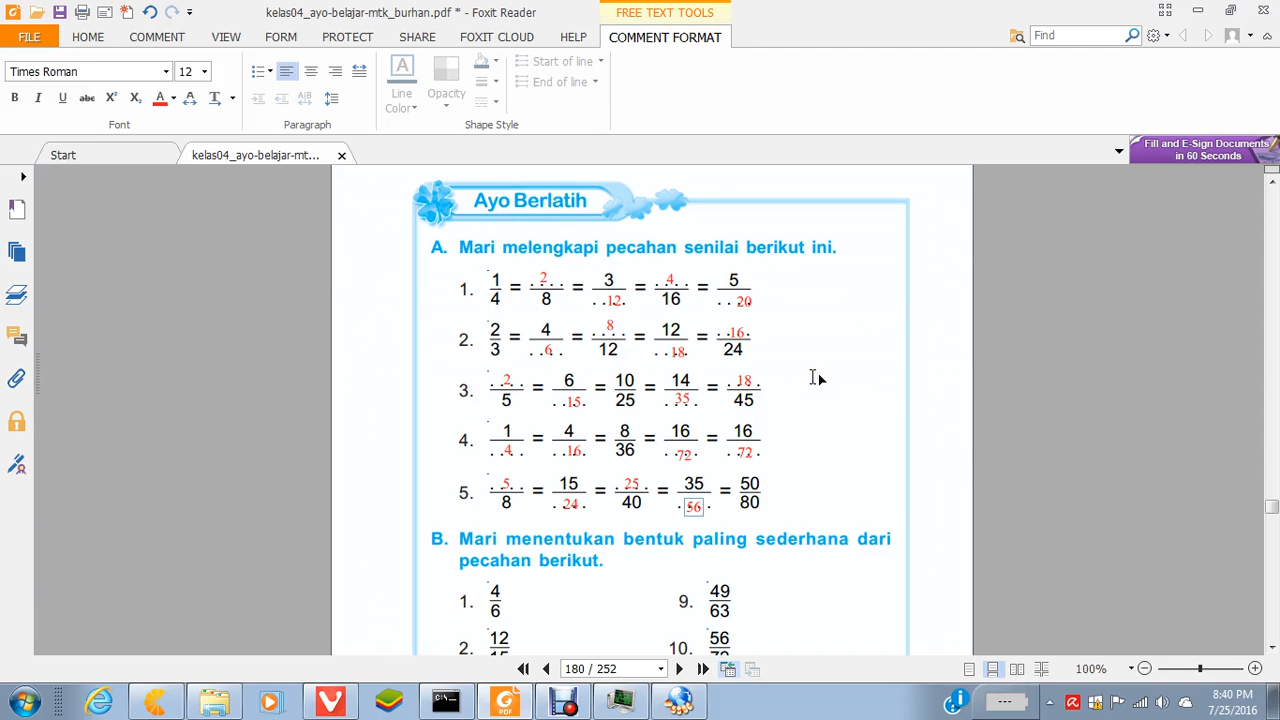 kelas04_ayo-belajar-mtk_burhan.pdf * - Foxit Reader
FREE TEXT TOOLS
FILE HOME COMMENT VIEW FORM PROTECT SHARE FOXIT CLOUD HELP COMMENT FORMAT
Find
Times Roman 12
Line Color
Opacity
Start of line
End of line
Font Paragraph Shape Style
Start
kelas04_ayo-belajar-mt...
Fill and E-Sign Documents
in 60 Seconds
Ayo Berlatih
A. Mari melengkapi pecahan senilai berikut ini.
1. 1/4 = 2/8 = 3/12 = 4/16 = 5/20
2. 2/3 = 4/6 = 8/12 = 12/18 = 16/24
3. 2/5 = 6/15 = 10/25 = 14/35 = 18/45
4. 1/4 = 4/16 = 8/36 = 16/72 = 16/72
5. 5/8 = 15/24 = 25/40 = 35/56 = 50/80
B. Mari menentukan bentuk paling sederhana dari
pecahan berikut.
1. 4/6 9. 49/63
2. 12 10. 56
180 / 252
100%
8:40 PM
7/25/2016